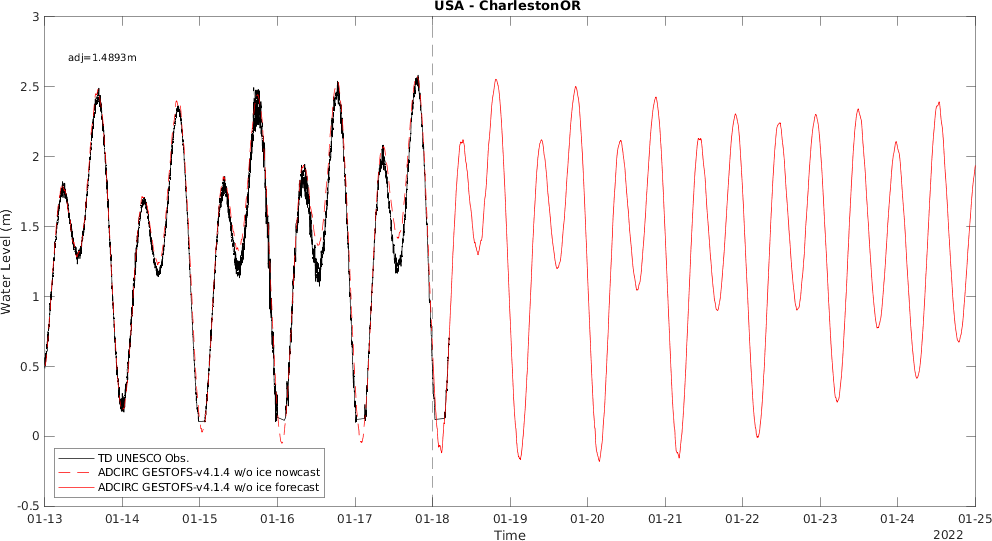 USA - CharlestonOR
adj=1.4893m
Water Level (m)
3
2.5
2
1.5
1
0.5
0
-0.5
TD UNESCO Obs.
ADCIRC GESTOFS-v4.1.4 w/o ice nowcast
ADCIRC GESTOFS-v4.1.4 w/o ice forecast
01-13 01-14 01-15 01-16 01-17 01-18 01-19 01-20 01-21 01-22 01-23 01-24 01-25
Time
2022